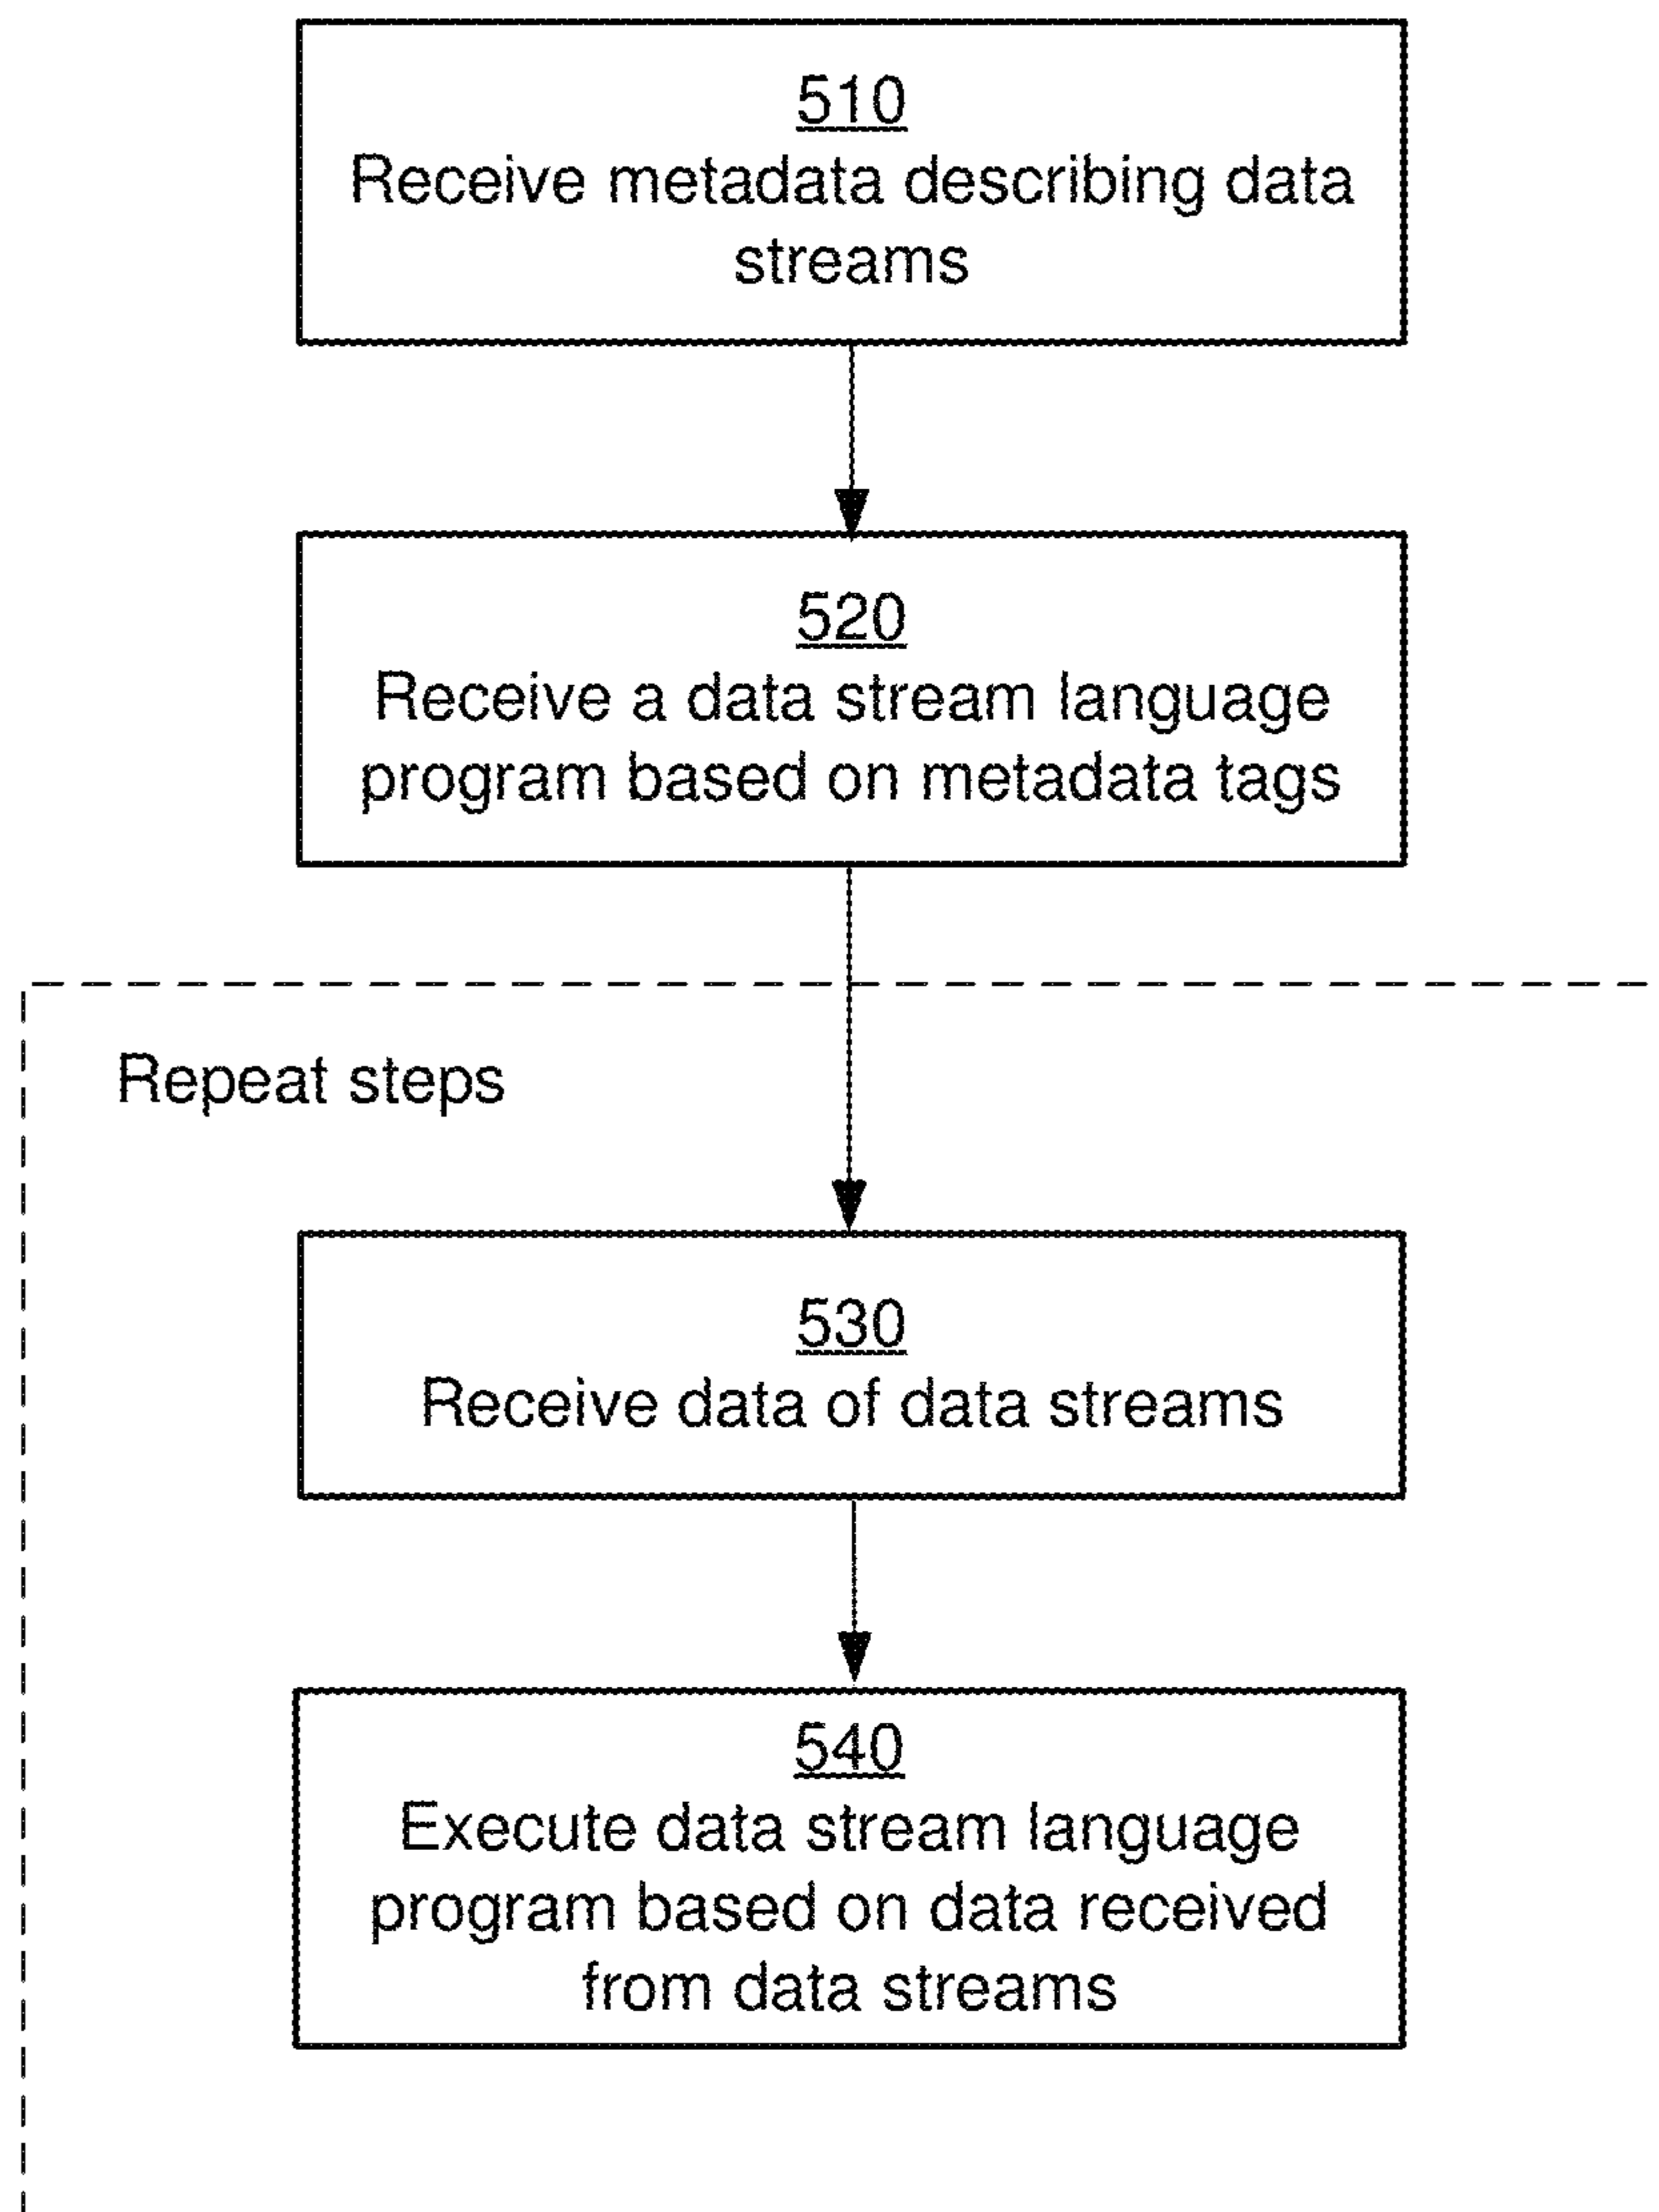 510
Receive metadata describing data
streams
520
Receive a data stream language
program based on metadata tags
Repeat steps
530
Receive data of data streams
540
Execute data stream language
program based on data received
from data streams